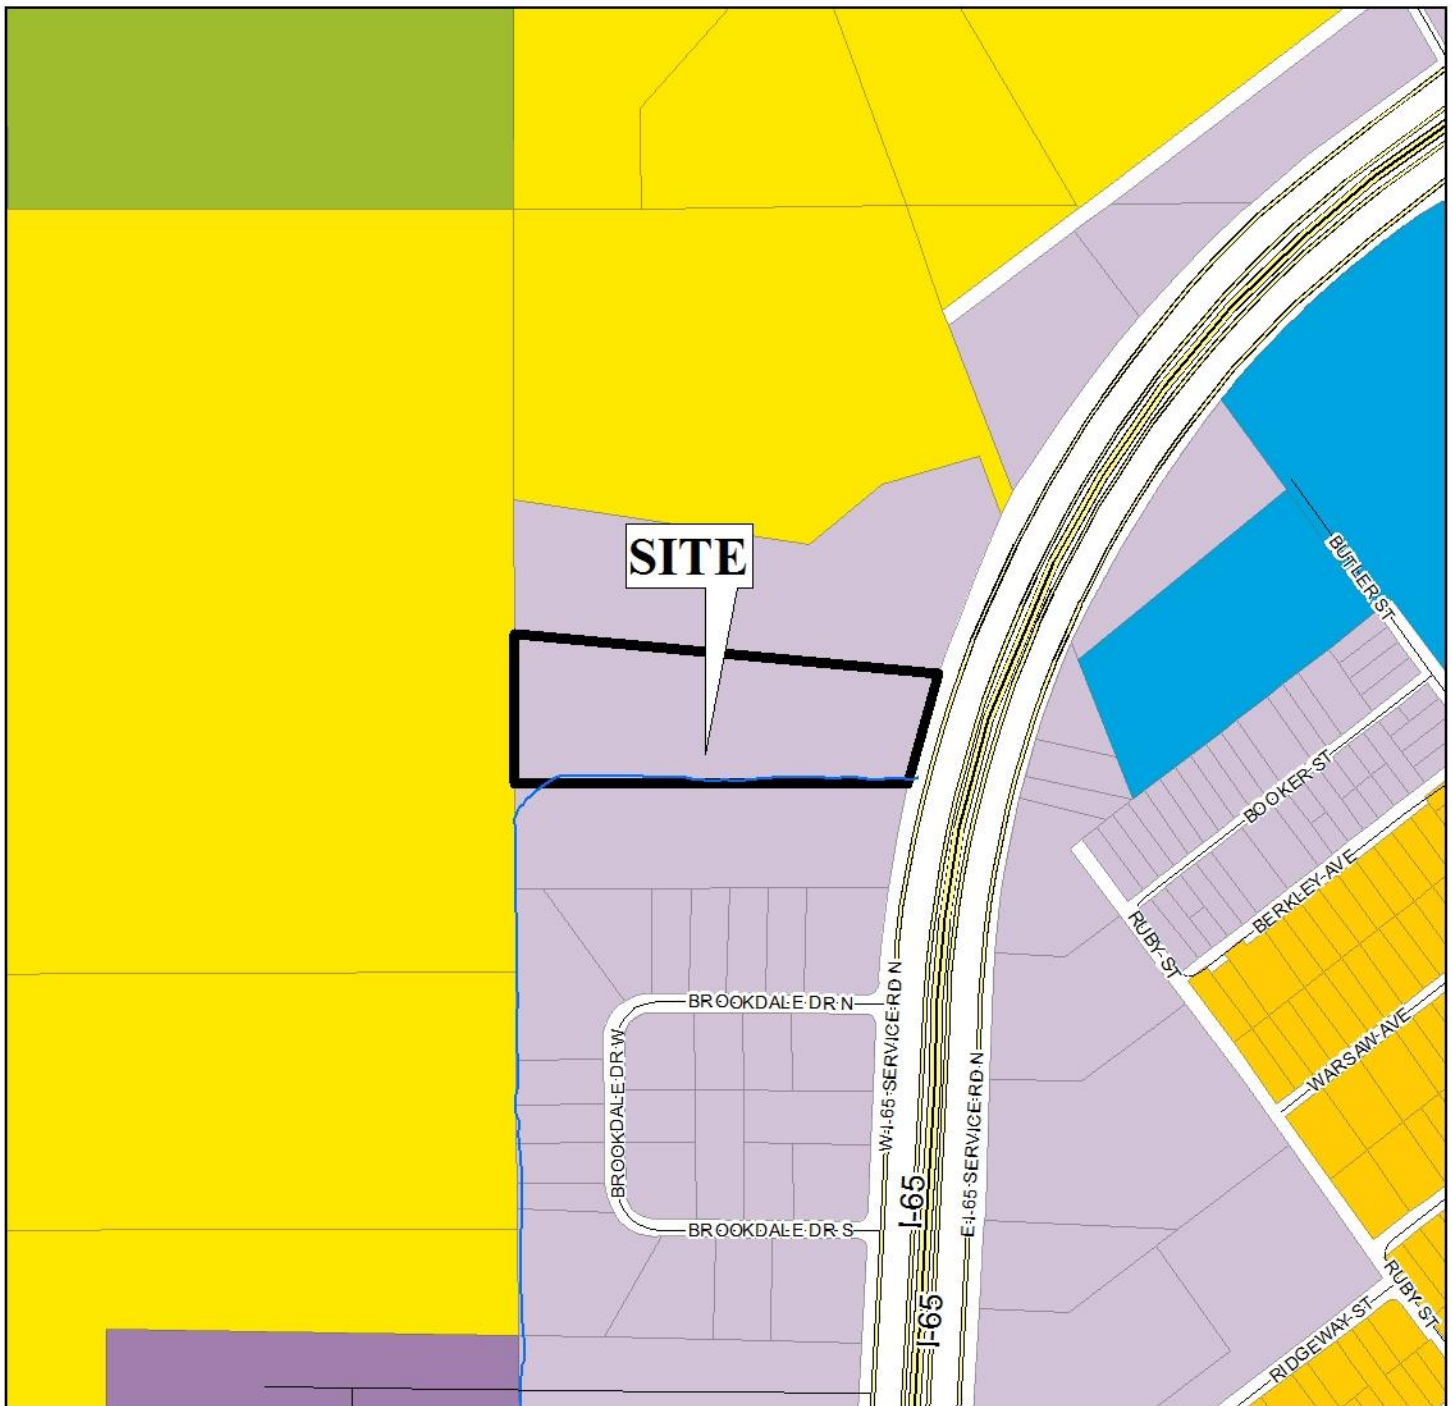 SITE
BUTLER ST
BOOKER ST
BERKLEY AVE
RUBY ST
WARSAW AVE
BROOKDALE DR N
BROOKDALE DR W
BROOKDALE DR S
W I-65 SERVICE RD N
E I-65 SERVICE RD N
I-65
I-65
RUBY ST
RIDGEWAY ST